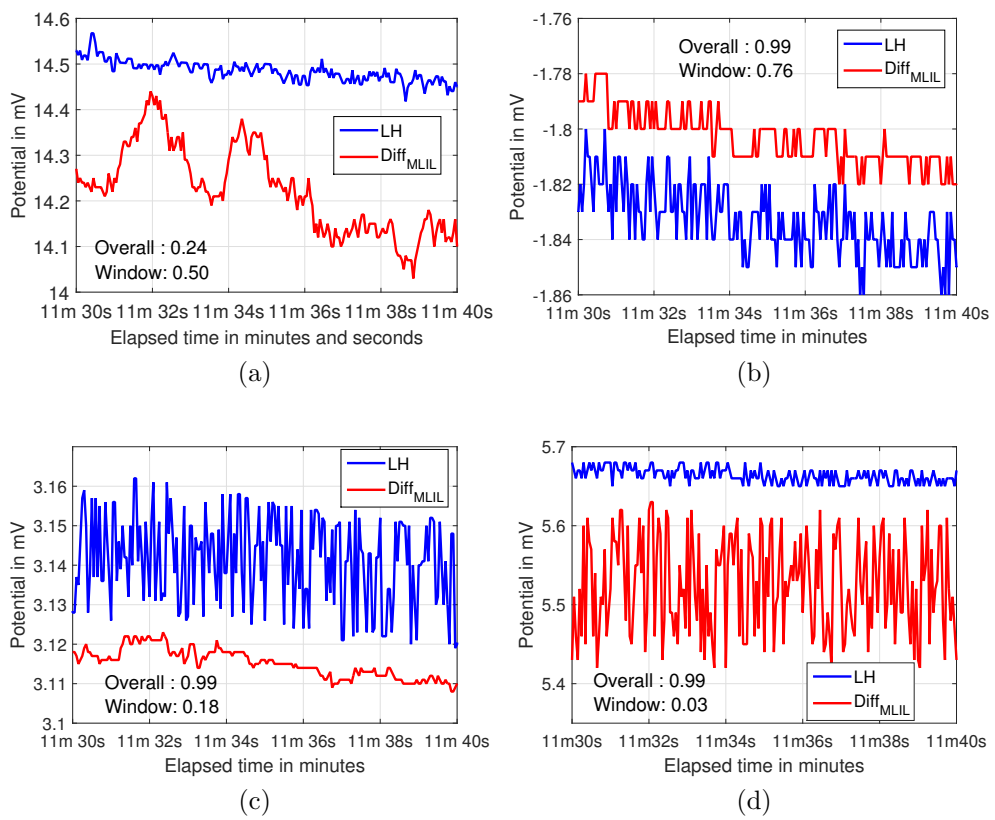 14.6
14.5
14.4
14.3
14.2
14.1
14
Potential in mV
LH
Diff_MLIL
Overall : 0.24
Window: 0.50
11m 30s 11m 32s 11m 34s 11m 36s 11m 38s 11m 40s
Elapsed time in minutes and seconds
(a)
-1.76
-1.78
-1.8
-1.82
-1.84
-1.86
Potential in mV
Overall : 0.99
Window: 0.76
LH
Diff_MLIL
11m 30s 11m 32s 11m 34s 11m 36s 11m 38s 11m 40s
Elapsed time in minutes
(b)
3.16
3.15
3.14
3.13
3.12
3.11
3.1
Potential in mV
LH
Diff_MLIL
Overall : 0.99
Window: 0.18
11m 30s 11m 32s 11m 34s 11m 36s 11m 38s 11m 40s
Elapsed time in minutes
(c)
5.7
5.6
5.5
5.4
Potential in mV
Overall : 0.99
Window: 0.03
LH
Diff_MLIL
11m30s 11m32s 11m34s 11m36s 11m38s 11m40s
Elapsed time in minutes
(d)